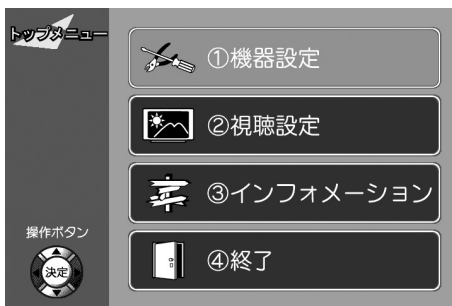 トップメニュー
①機器設定
②視聴設定
③インフォメーション
④終了
操作ボタン
決定